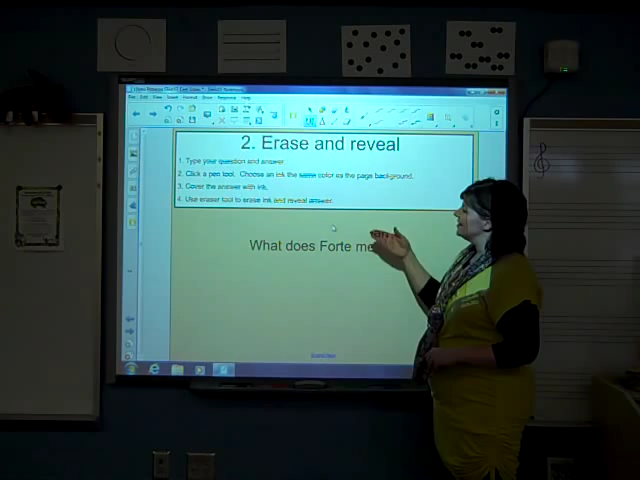 2. Erase and reveal
1. Type your question and answer
2. Click a pen tool. Choose an ink the same color as the page background.
3. Cover the answer with ink.
4. Use eraser tool to erase ink and reveal answer.
What does Forte me